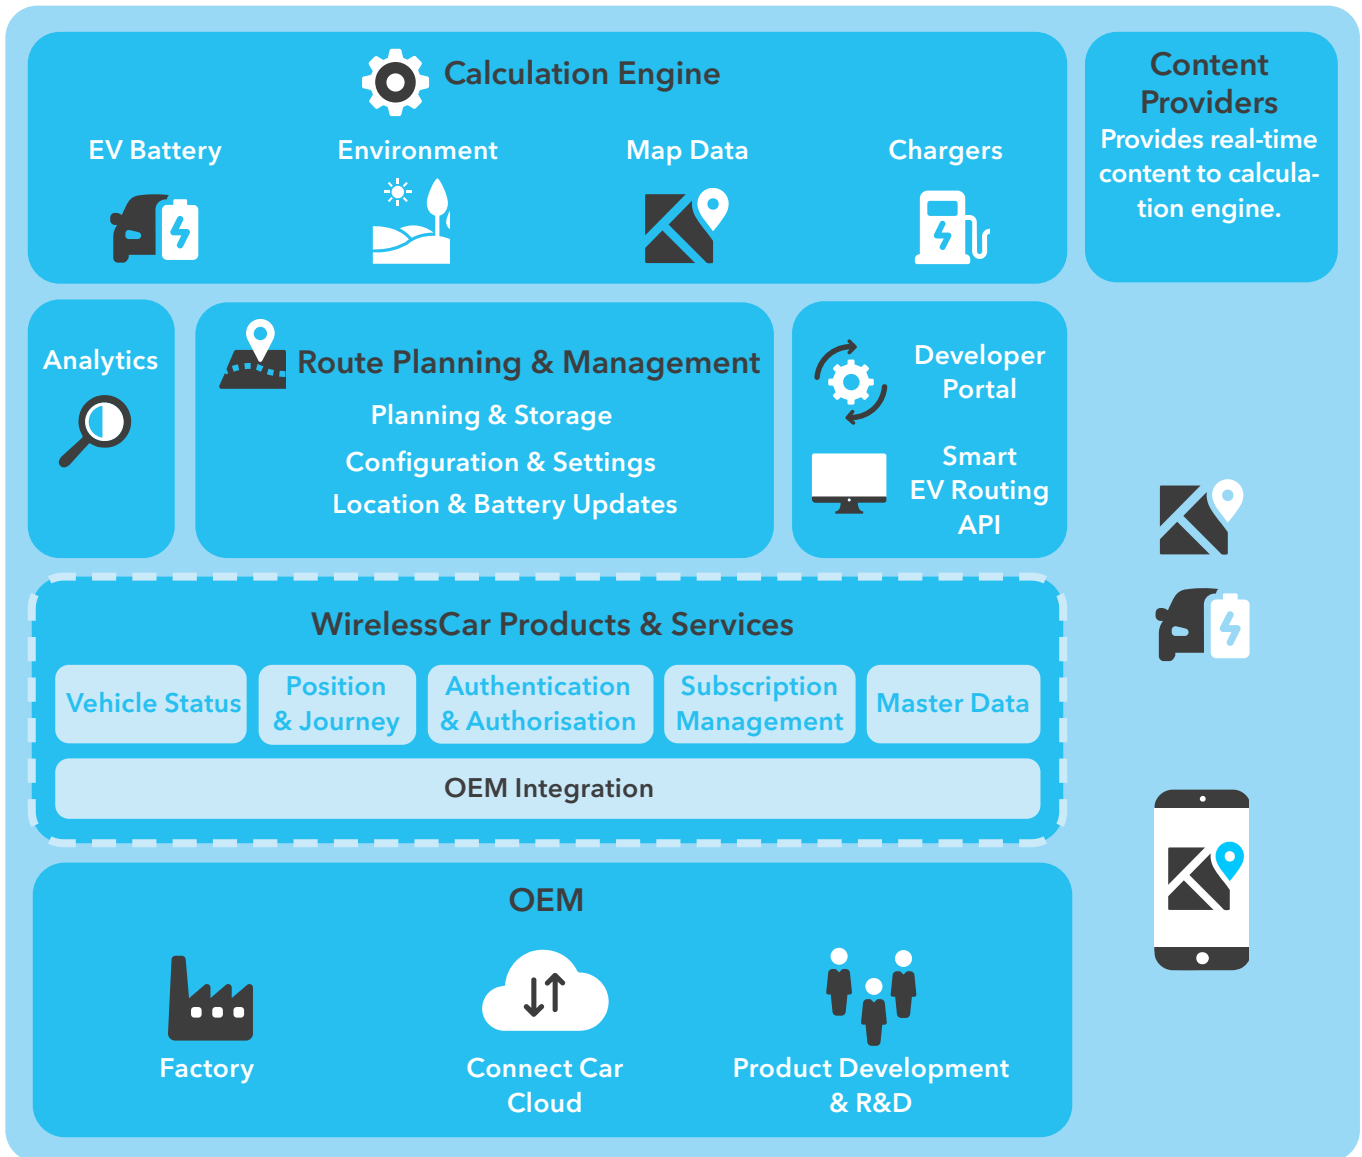 Calculation Engine
EV Battery
Environment
Map Data
Chargers
Content
Providers
Provides real-time
content to calcula-
tion engine.
Analytics
Route Planning & Management
Planning & Storage
Configuration & Settings
Location & Battery Updates
Developer
Portal
Smart
EV Routing
API
WirelessCar Products & Services
Vehicle Status
Position
& Journey
Authentication
& Authorisation
Subscription
Management
Master Data
OEM Integration
OEM
Factory
Connect Car
Cloud
Product Development
& R&D